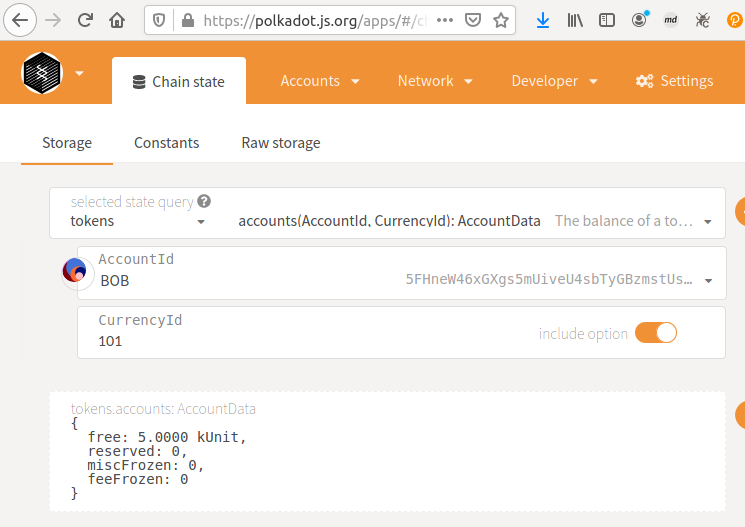 https://polkadot.js.org/apps/#/c
Chain state
Accounts
Network
Developer
Settings
Storage
Constants
Raw storage
selected state query
tokens
accounts(AccountId, CurrencyId): AccountData The balance of a to…
AccountId
BOB
5FHneW46xGXgs5mUiveU4sbTyGBzmstUs…
CurrencyId
101
include option
tokens.accounts: AccountData
{
free: 5.0000 kUnit,
reserved: 0,
miscFrozen: 0,
feeFrozen: 0
}